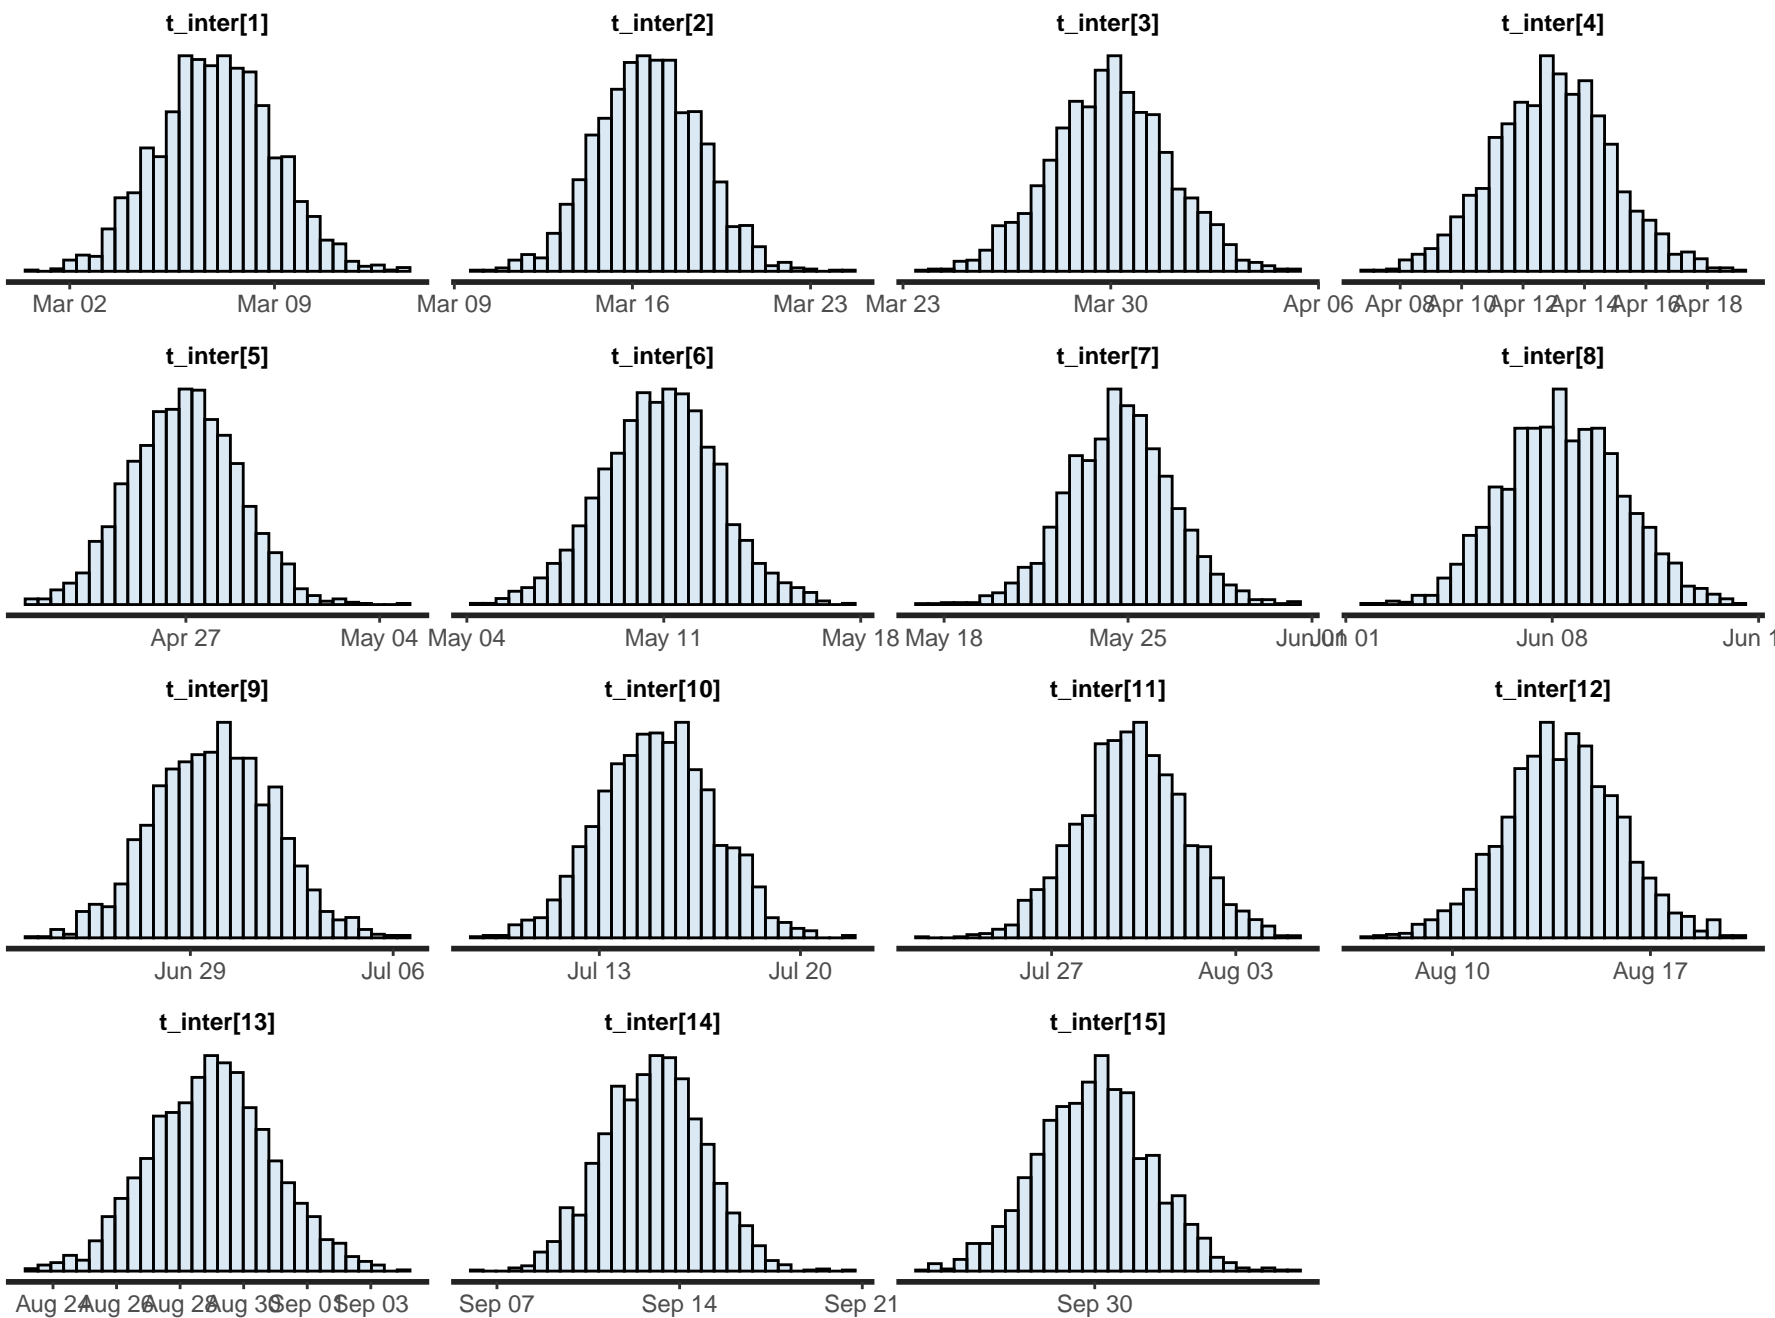 t_inter[1] t_inter[2] t_inter[3] t_inter[4]
Mar 02 Mar 09 Mar 09 Mar 16 Mar 23 Mar 23 Mar 30 Apr 06 Apr 08 Apr 10 Apr 12 Apr 14 Apr 16 Apr 18
t_inter[5] t_inter[6] t_inter[7] t_inter[8]
Apr 27 May 04 May 04 May 11 May 18 May 18 May 25 Jun 01 Jun 01 Jun 08 Jun 1
t_inter[9] t_inter[10] t_inter[11] t_inter[12]
Jun 29 Jul 06 Jul 13 Jul 20 Jul 27 Aug 03 Aug 10 Aug 17
t_inter[13] t_inter[14] t_inter[15]
Aug 24 Aug 26 Aug 28 Aug 30 Sep 01 Sep 03 Sep 07 Sep 14 Sep 21 Sep 30